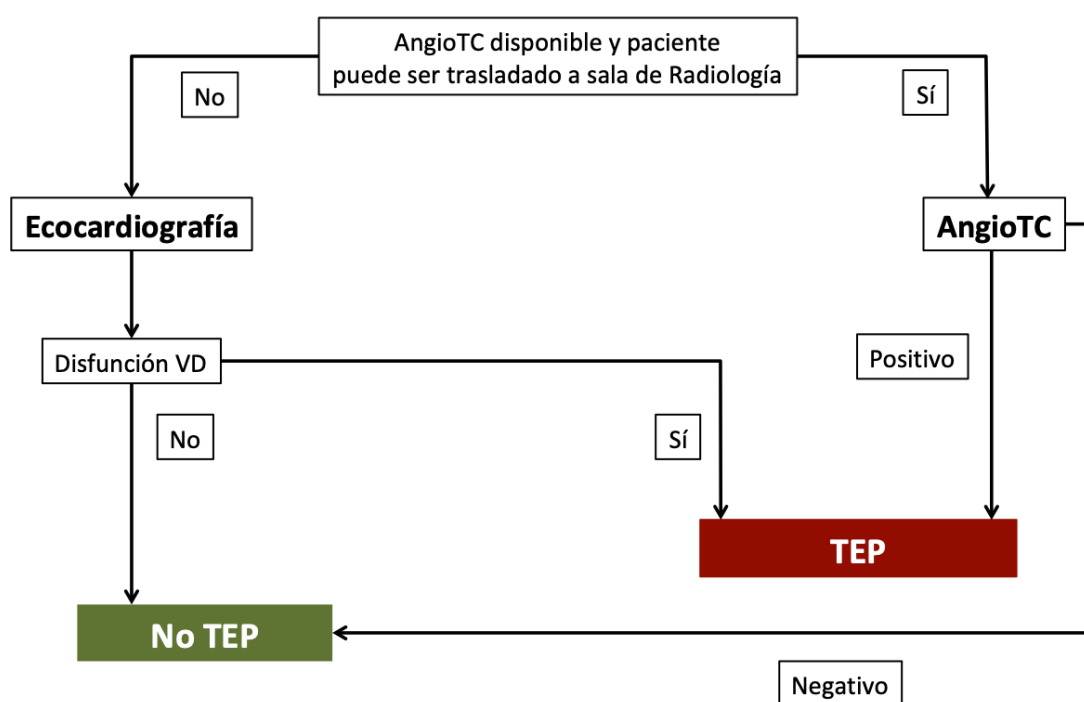 AngioTC disponible y paciente
puede ser trasladado a sala de Radiología
No
Sí
Ecocardiografía
AngioTC
Disfunción VD
Positivo
No
Sí
TEP
No TEP
Negativo